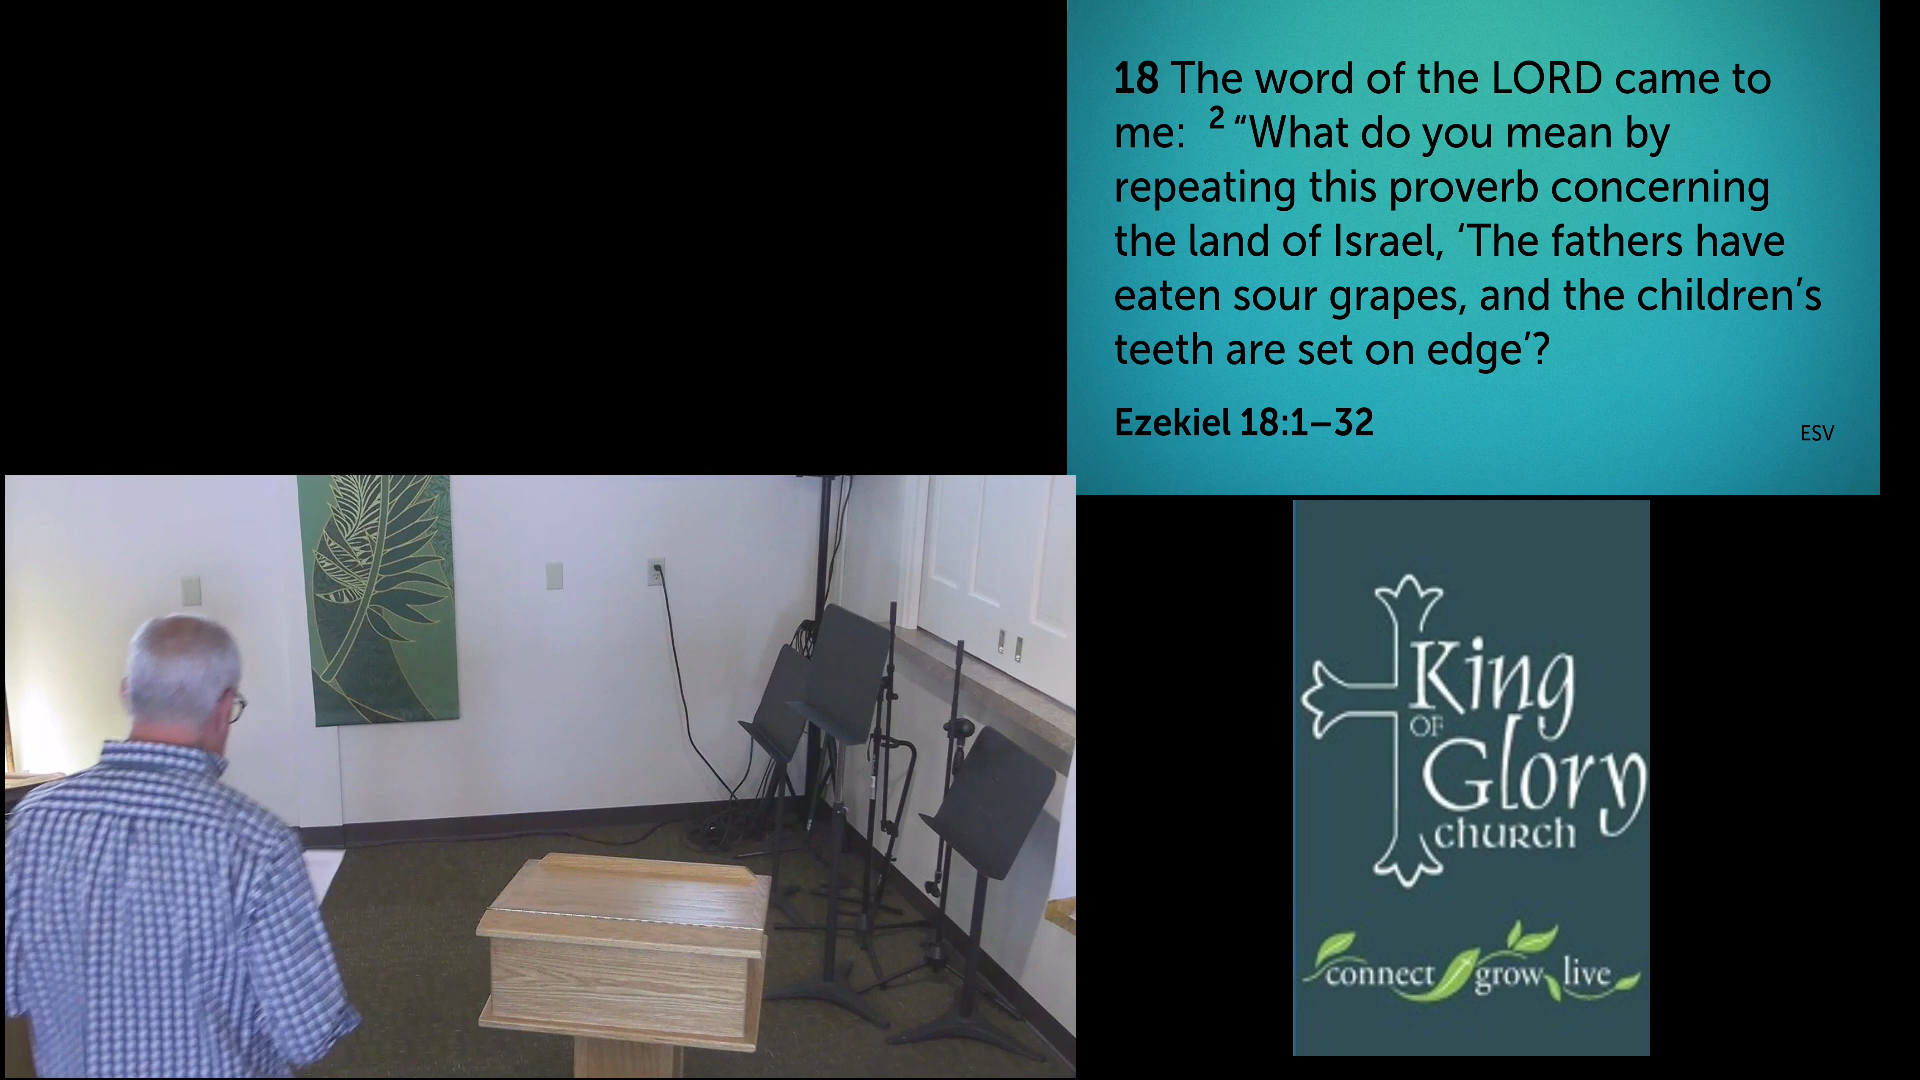 18 The word of the LORD came to
me: 2 “What do you mean by
repeating this proverb concerning
the land of Israel, ‘The fathers have
eaten sour grapes, and the children’s
teeth are set on edge’?
Ezekiel 18:1–32
ESV
King
OF
Glory
church
connect grow live